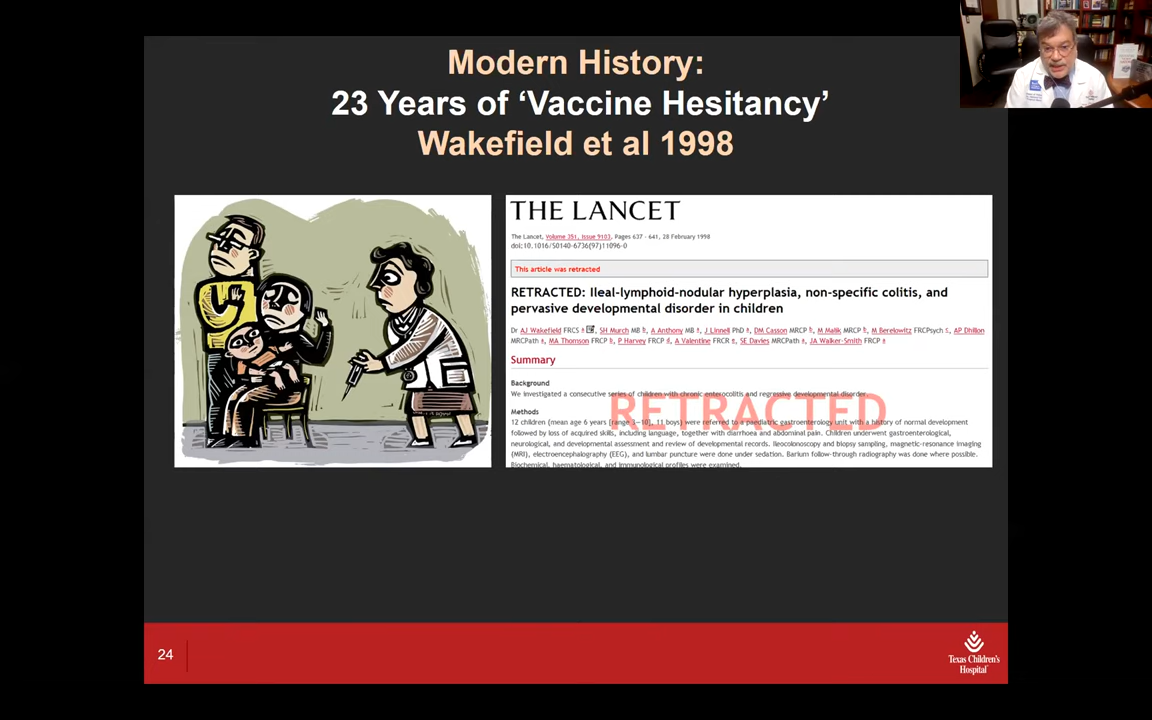 Modern History:
23 Years of ‘Vaccine Hesitancy’
Wakefield et al 1998
THE LANCET
The Lancet, Volume 351, Issue 9103, Pages 637 - 641, 28 February 1998
doi:10.1016/S0140-6736(97)11096-0
This article was retracted
RETRACTED: Ileal-lymphoid-nodular hyperplasia, non-specific colitis, and
pervasive developmental disorder in children
Dr AJ Wakefield FRCS, SH Murch MB, A Anthony MB, J Linnell PhD, DM Casson MRCP, M Malik MRCP, M Berelowitz FRCPsych, AP Dhillon
MRCPath, MA Thomson FRCP, P Harvey FRCP, A Valentine FRCR, SE Davies MRCPath, JA Walker-Smith FRCP
Summary
Background
We investigated a consecutive series of children with chronic enterocolitis and regressive developmental disorder.
RETRACTED
Methods
12 children (mean age 6 years [range 3—10], 11 boys) were referred to a paediatric gastroenterology unit with a history of normal development
followed by loss of acquired skills, including language, together with diarrhoea and abdominal pain. Children underwent gastroenterological,
neurological, and developmental assessment and review of developmental records. Ileocolonoscopy and biopsy sampling, magnetic-resonance imaging
(MRI), electroencephalography (EEG), and lumbar puncture were done under sedation. Barium follow-through radiography was done where possible.
Biochemical, haematological, and immunological profiles were examined.
24
Texas Children's
Hospital